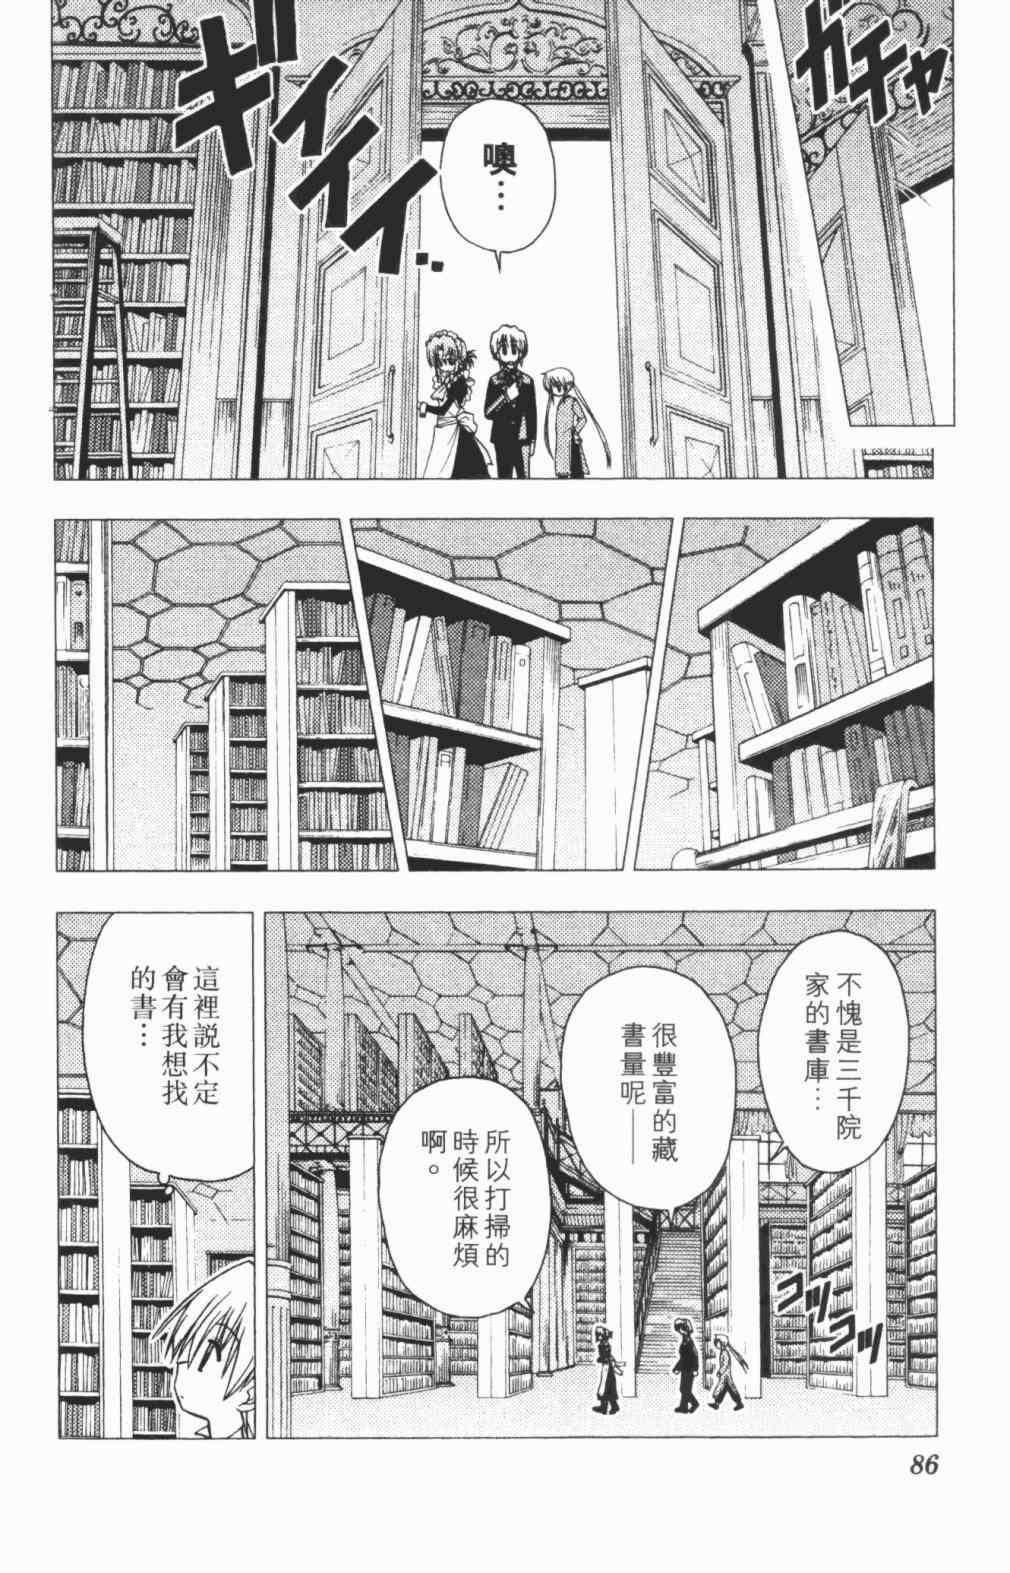 ガチャ
ギイイイ…
噢…
不愧是三千院
家的書庫…
很豐富的藏
書量呢——
所以打掃的
時候很麻煩
啊。
コツ
コツ
這裡說不定
會有我想找
的書…
86